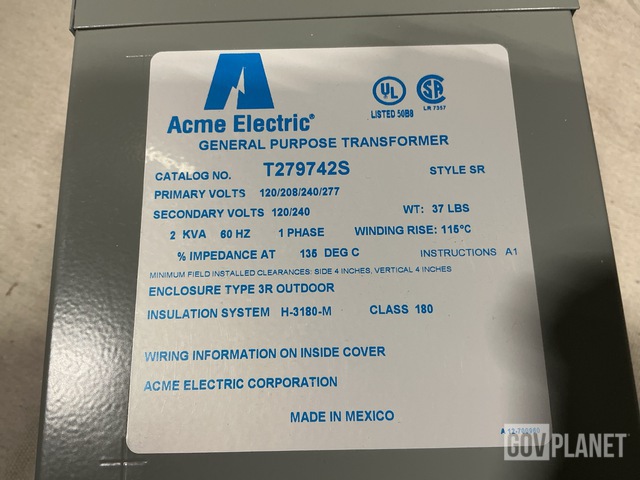 UL
LISTED 50B8
SA
LR 7357
Acme Electric®
GENERAL PURPOSE TRANSFORMER
CATALOG NO. T279742S STYLE SR
PRIMARY VOLTS 120/208/240/277
SECONDARY VOLTS 120/240 WT: 37 LBS
2 KVA 60 HZ 1 PHASE WINDING RISE: 115°C
% IMPEDANCE AT 135 DEG C INSTRUCTIONS A1
MINIMUM FIELD INSTALLED CLEARANCES: SIDE 4 INCHES, VERTICAL 4 INCHES
ENCLOSURE TYPE 3R OUTDOOR
INSULATION SYSTEM H-3180-M CLASS 180
WIRING INFORMATION ON INSIDE COVER
ACME ELECTRIC CORPORATION
MADE IN MEXICO
GOVPLANET